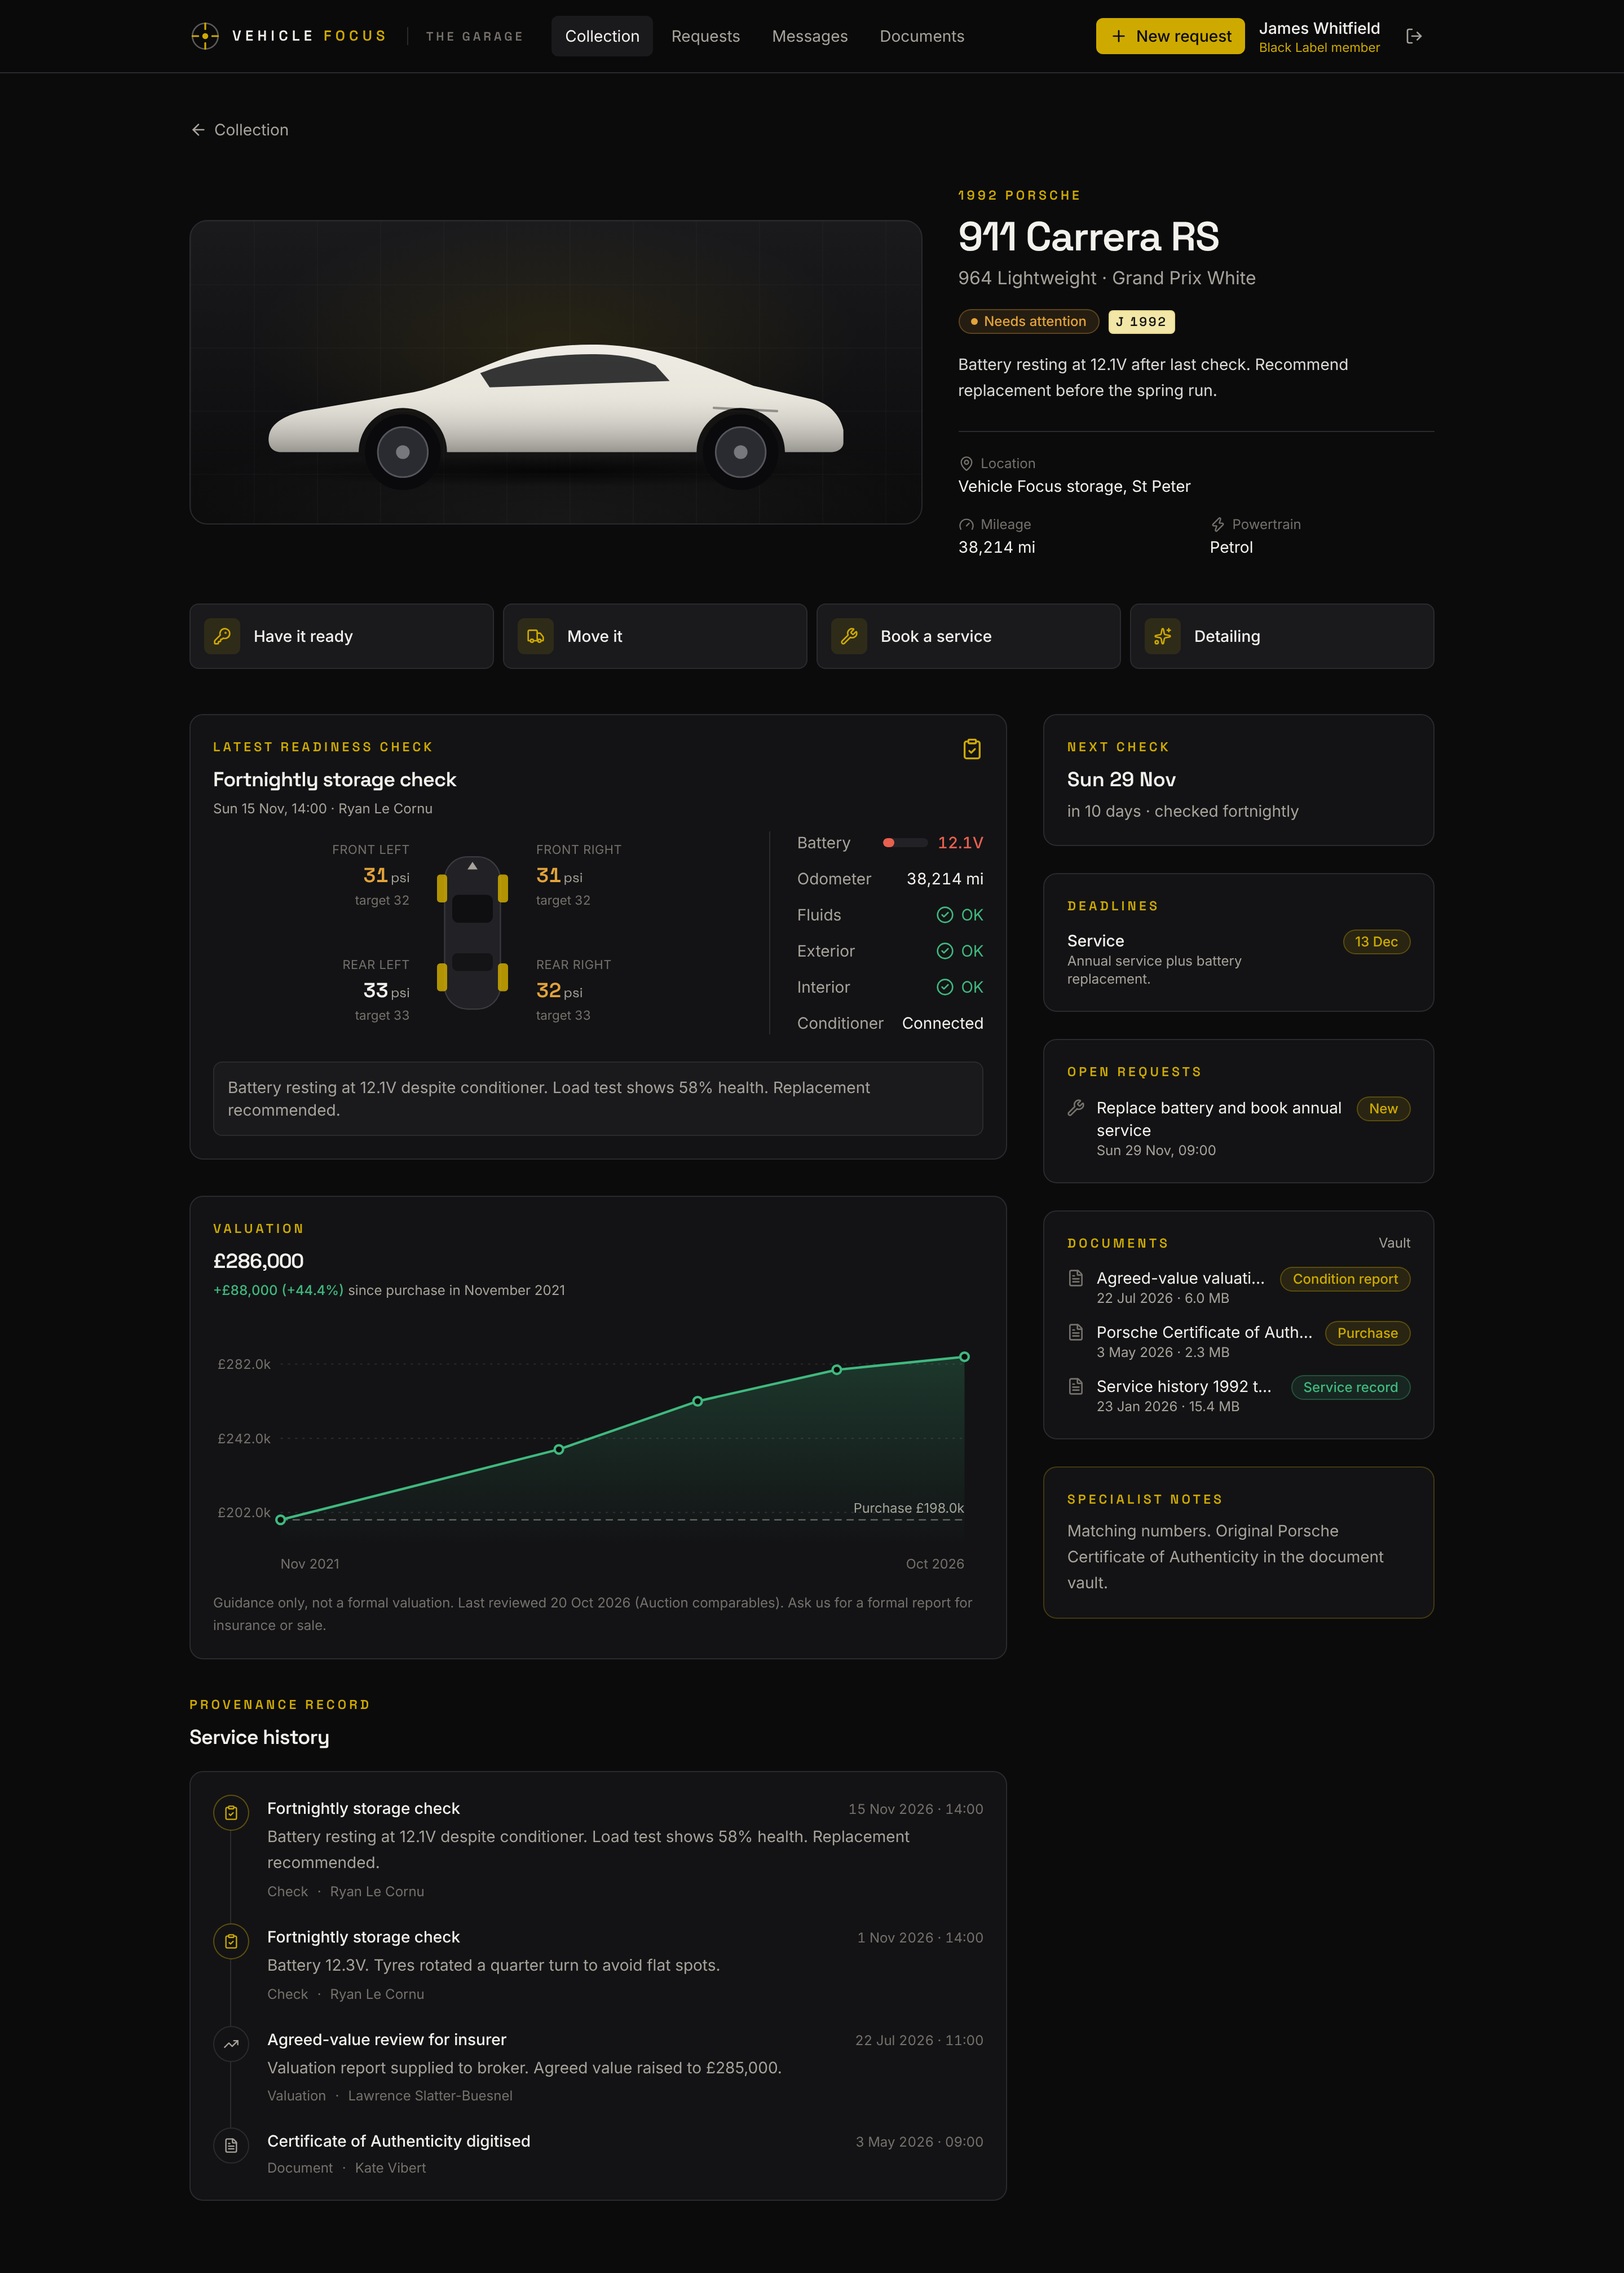 VEHICLE FOCUS
THE GARAGE
Collection
Requests
Messages
Documents
New request
James Whitfield
Black Label member
Collection
1992 PORSCHE
911 Carrera RS
964 Lightweight · Grand Prix White
Needs attention
J 1992
Battery resting at 12.1V after last check. Recommend
replacement before the spring run.
Location
Vehicle Focus storage, St Peter
Mileage
38,214 mi
Powertrain
Petrol
Have it ready
Move it
Book a service
Detailing
LATEST READINESS CHECK
Fortnightly storage check
Sun 15 Nov, 14:00 · Ryan Le Cornu
FRONT LEFT
31 psi
target 32
FRONT RIGHT
31 psi
target 32
REAR LEFT
33 psi
target 33
REAR RIGHT
32 psi
target 33
Battery 12.1V
Odometer 38,214 mi
Fluids OK
Exterior OK
Interior OK
Conditioner Connected
Battery resting at 12.1V despite conditioner. Load test shows 58% health. Replacement
recommended.
NEXT CHECK
Sun 29 Nov
in 10 days · checked fortnightly
DEADLINES
Service
13 Dec
Annual service plus battery
replacement.
OPEN REQUESTS
Replace battery and book annual
service
New
Sun 29 Nov, 09:00
DOCUMENTS
Vault
Agreed-value valuati...
Condition report
22 Jul 2026 · 6.0 MB
Porsche Certificate of Auth...
Purchase
3 May 2026 · 2.3 MB
Service history 1992 t...
Service record
23 Jan 2026 · 15.4 MB
SPECIALIST NOTES
Matching numbers. Original Porsche
Certificate of Authenticity in the document
vault.
VALUATION
£286,000
+£88,000 (+44.4%) since purchase in November 2021
£282.0k
£242.0k
£202.0k
Purchase £198.0k
Nov 2021
Oct 2026
Guidance only, not a formal valuation. Last reviewed 20 Oct 2026 (Auction comparables). Ask us for a formal report for
insurance or sale.
PROVENANCE RECORD
Service history
Fortnightly storage check
15 Nov 2026 · 14:00
Battery resting at 12.1V despite conditioner. Load test shows 58% health. Replacement
recommended.
Check · Ryan Le Cornu
Fortnightly storage check
1 Nov 2026 · 14:00
Battery 12.3V. Tyres rotated a quarter turn to avoid flat spots.
Check · Ryan Le Cornu
Agreed-value review for insurer
22 Jul 2026 · 11:00
Valuation report supplied to broker. Agreed value raised to £285,000.
Valuation · Lawrence Slatter-Buesnel
Certificate of Authenticity digitised
3 May 2026 · 09:00
Document · Kate Vibert